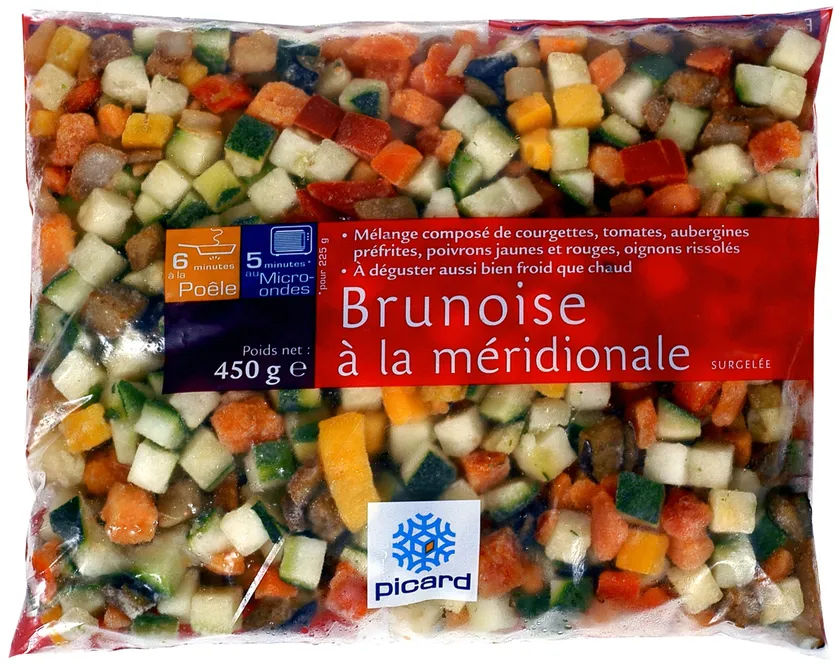 • Mélange composé de courgettes, tomates, aubergines
préfrites, poivrons jaunes et rouges, oignons rissolés
• À déguster aussi bien froid que chaud
6 minutes
à la
Poêle
5 minutes*
au Micro-
ondes
*pour 225 g
Brunoise
à la méridionale
SURGELÉE
Poids net :
450 g e
picard